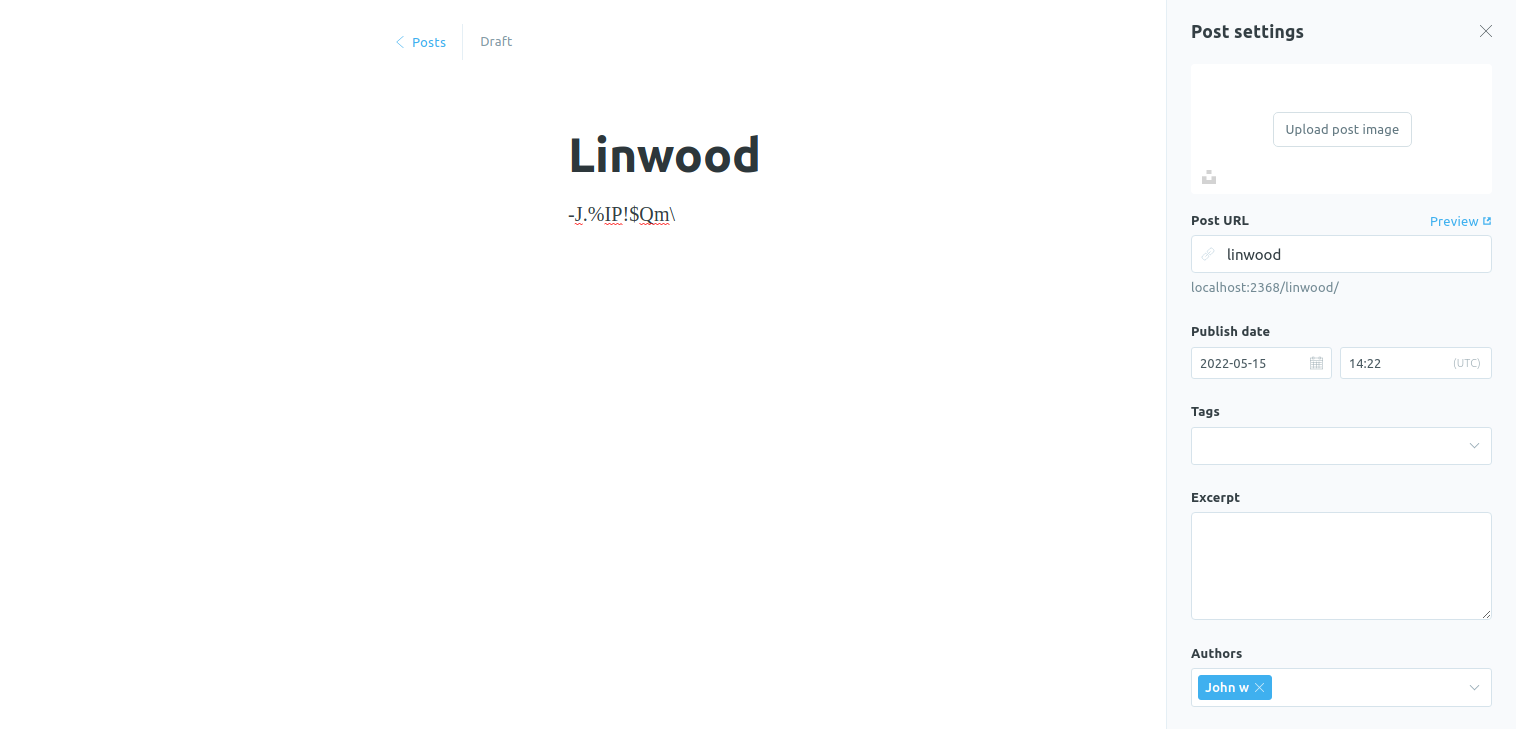 Posts
Draft
Linwood
-J.%IP!$Qm\
Post settings
Upload post image
Post URL
Preview
linwood
localhost:2368/linwood/
Publish date
2022-05-15
14:22
(UTC)
Tags
Excerpt
Authors
John w